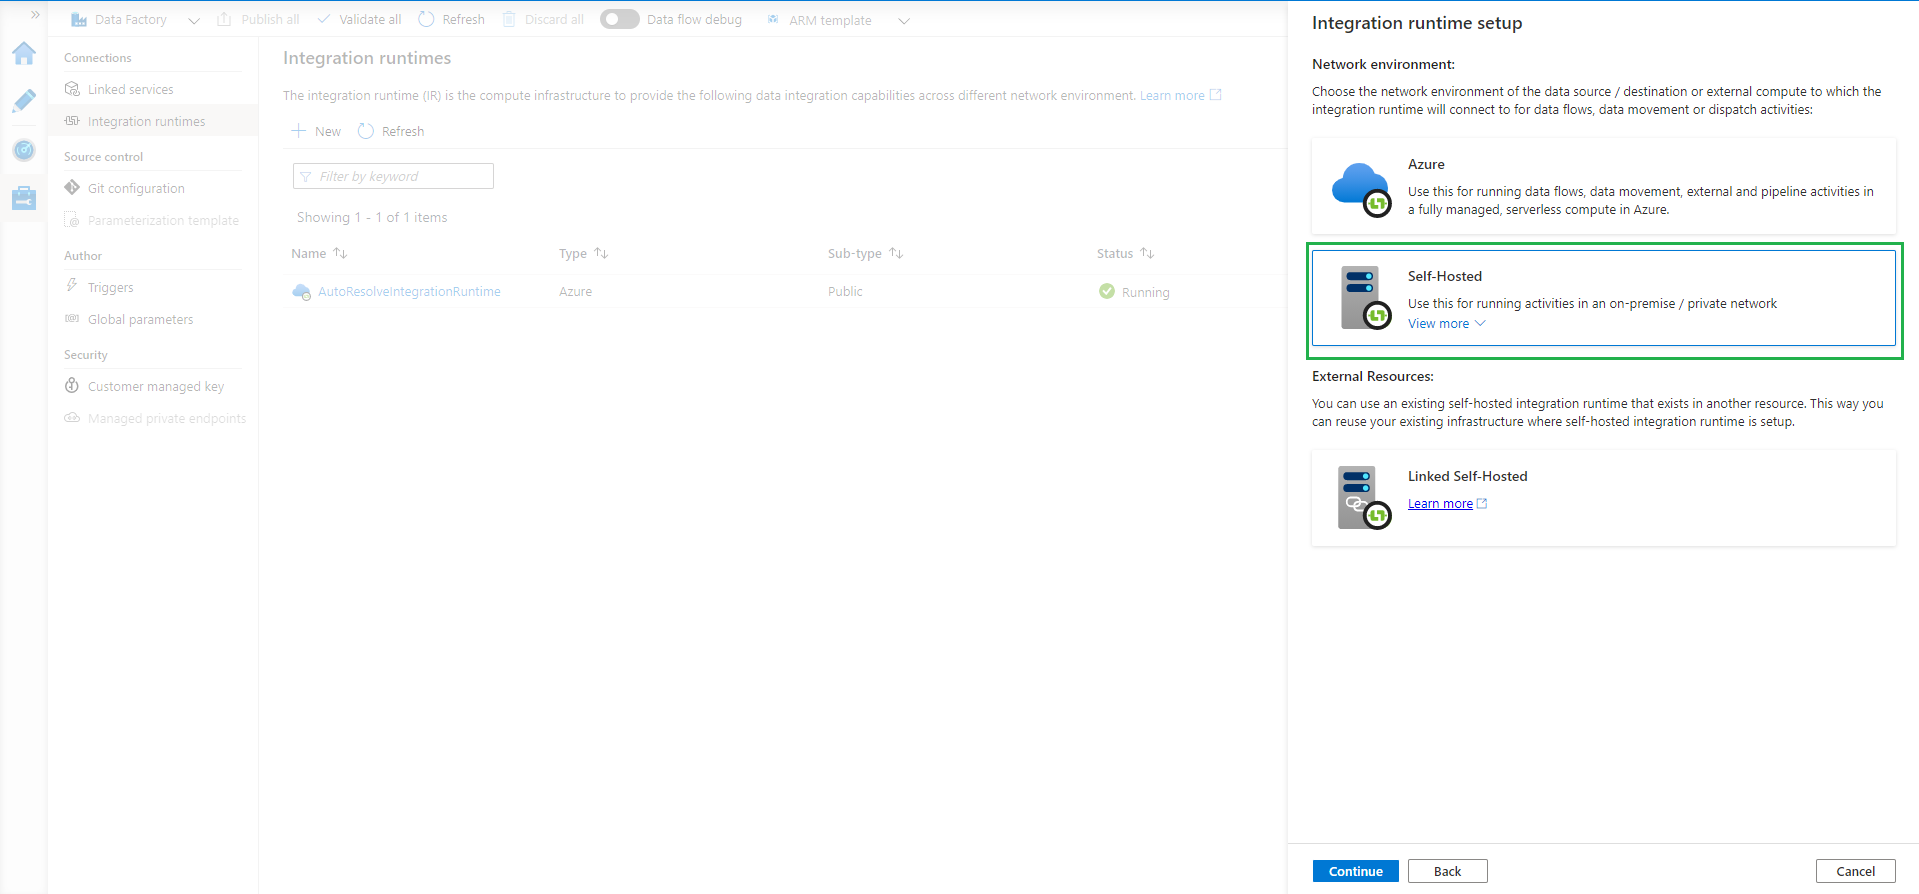 Data Factory
Publish all
Validate all
Refresh
Discard all
Data flow debug
ARM template
Connections
Linked services
Integration runtimes
Source control
Git configuration
Parameterization template
Author
Triggers
Global parameters
Security
Customer managed key
Managed private endpoints
Integration runtimes
The integration runtime (IR) is the compute infrastructure to provide the following data integration capabilities across different network environment. Learn more
New
Refresh
Filter by keyword
Showing 1 - 1 of 1 items
Name
Type
Sub-type
Status
AutoResolveIntegrationRuntime
Azure
Public
Running
Integration runtime setup
Network environment:
Choose the network environment of the data source / destination or external compute to which the
integration runtime will connect to for data flows, data movement or dispatch activities:
Azure
Use this for running data flows, data movement, external and pipeline activities in
a fully managed, serverless compute in Azure.
Self-Hosted
Use this for running activities in an on-premise / private network
View more
External Resources:
You can use an existing self-hosted integration runtime that exists in another resource. This way you
can reuse your existing infrastructure where self-hosted integration runtime is setup.
Linked Self-Hosted
Learn more
Continue
Back
Cancel